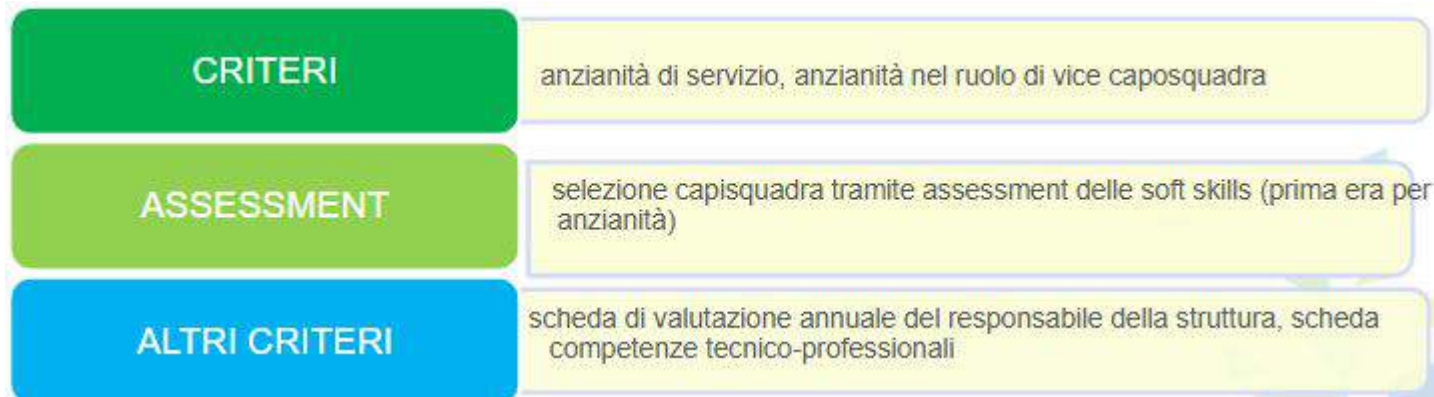 CRITERI
anzianità di servizio, anzianità nel ruolo di vice caposquadra
ASSESSMENT
selezione capisquadra tramite assessment delle soft skills (prima era per
anzianità)
ALTRI CRITERI
scheda di valutazione annuale del responsabile della struttura, scheda
competenze tecnico-professionali